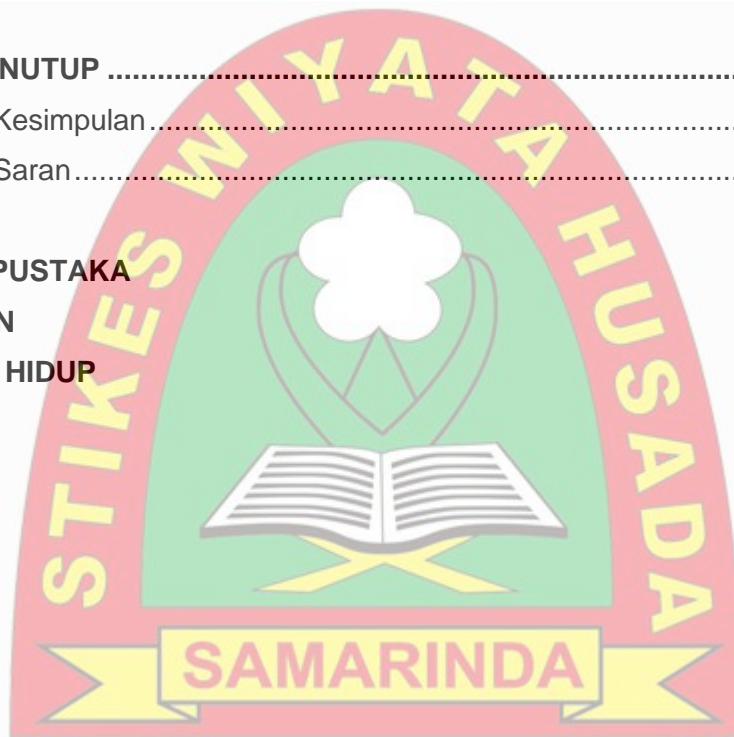 NUTUP ........................................................................
Kesimpulan ........................................................................
Saran ........................................................................
PUSTAKA
N
HIDUP
STIKES WIYATA HUSADA
SAMARINDA